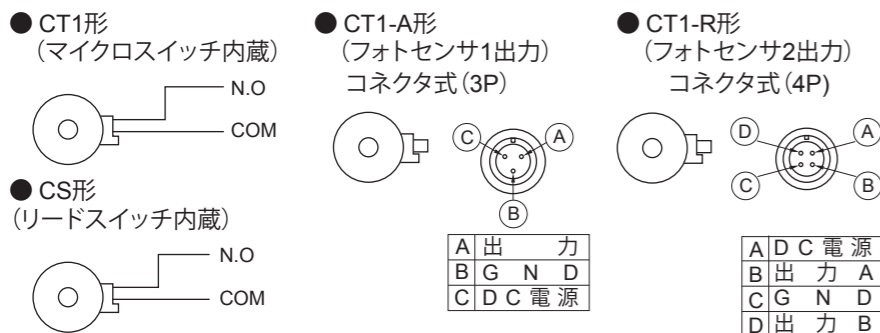 ● CT1形
（マイクロスイッチ内蔵）
N.O
COM
● CS形
（リードスイッチ内蔵）
N.O
COM
● CT1-A形
（フォトセンサ1出力）
コネクタ式（3P）
C
A
B
A 出 力
B G N D
C D C 電 源
● CT1-R形
（フォトセンサ2出力）
コネクタ式（4P）
D
A
C
B
A D C 電 源
B 出 力 A
C G N D
D 出 力 B